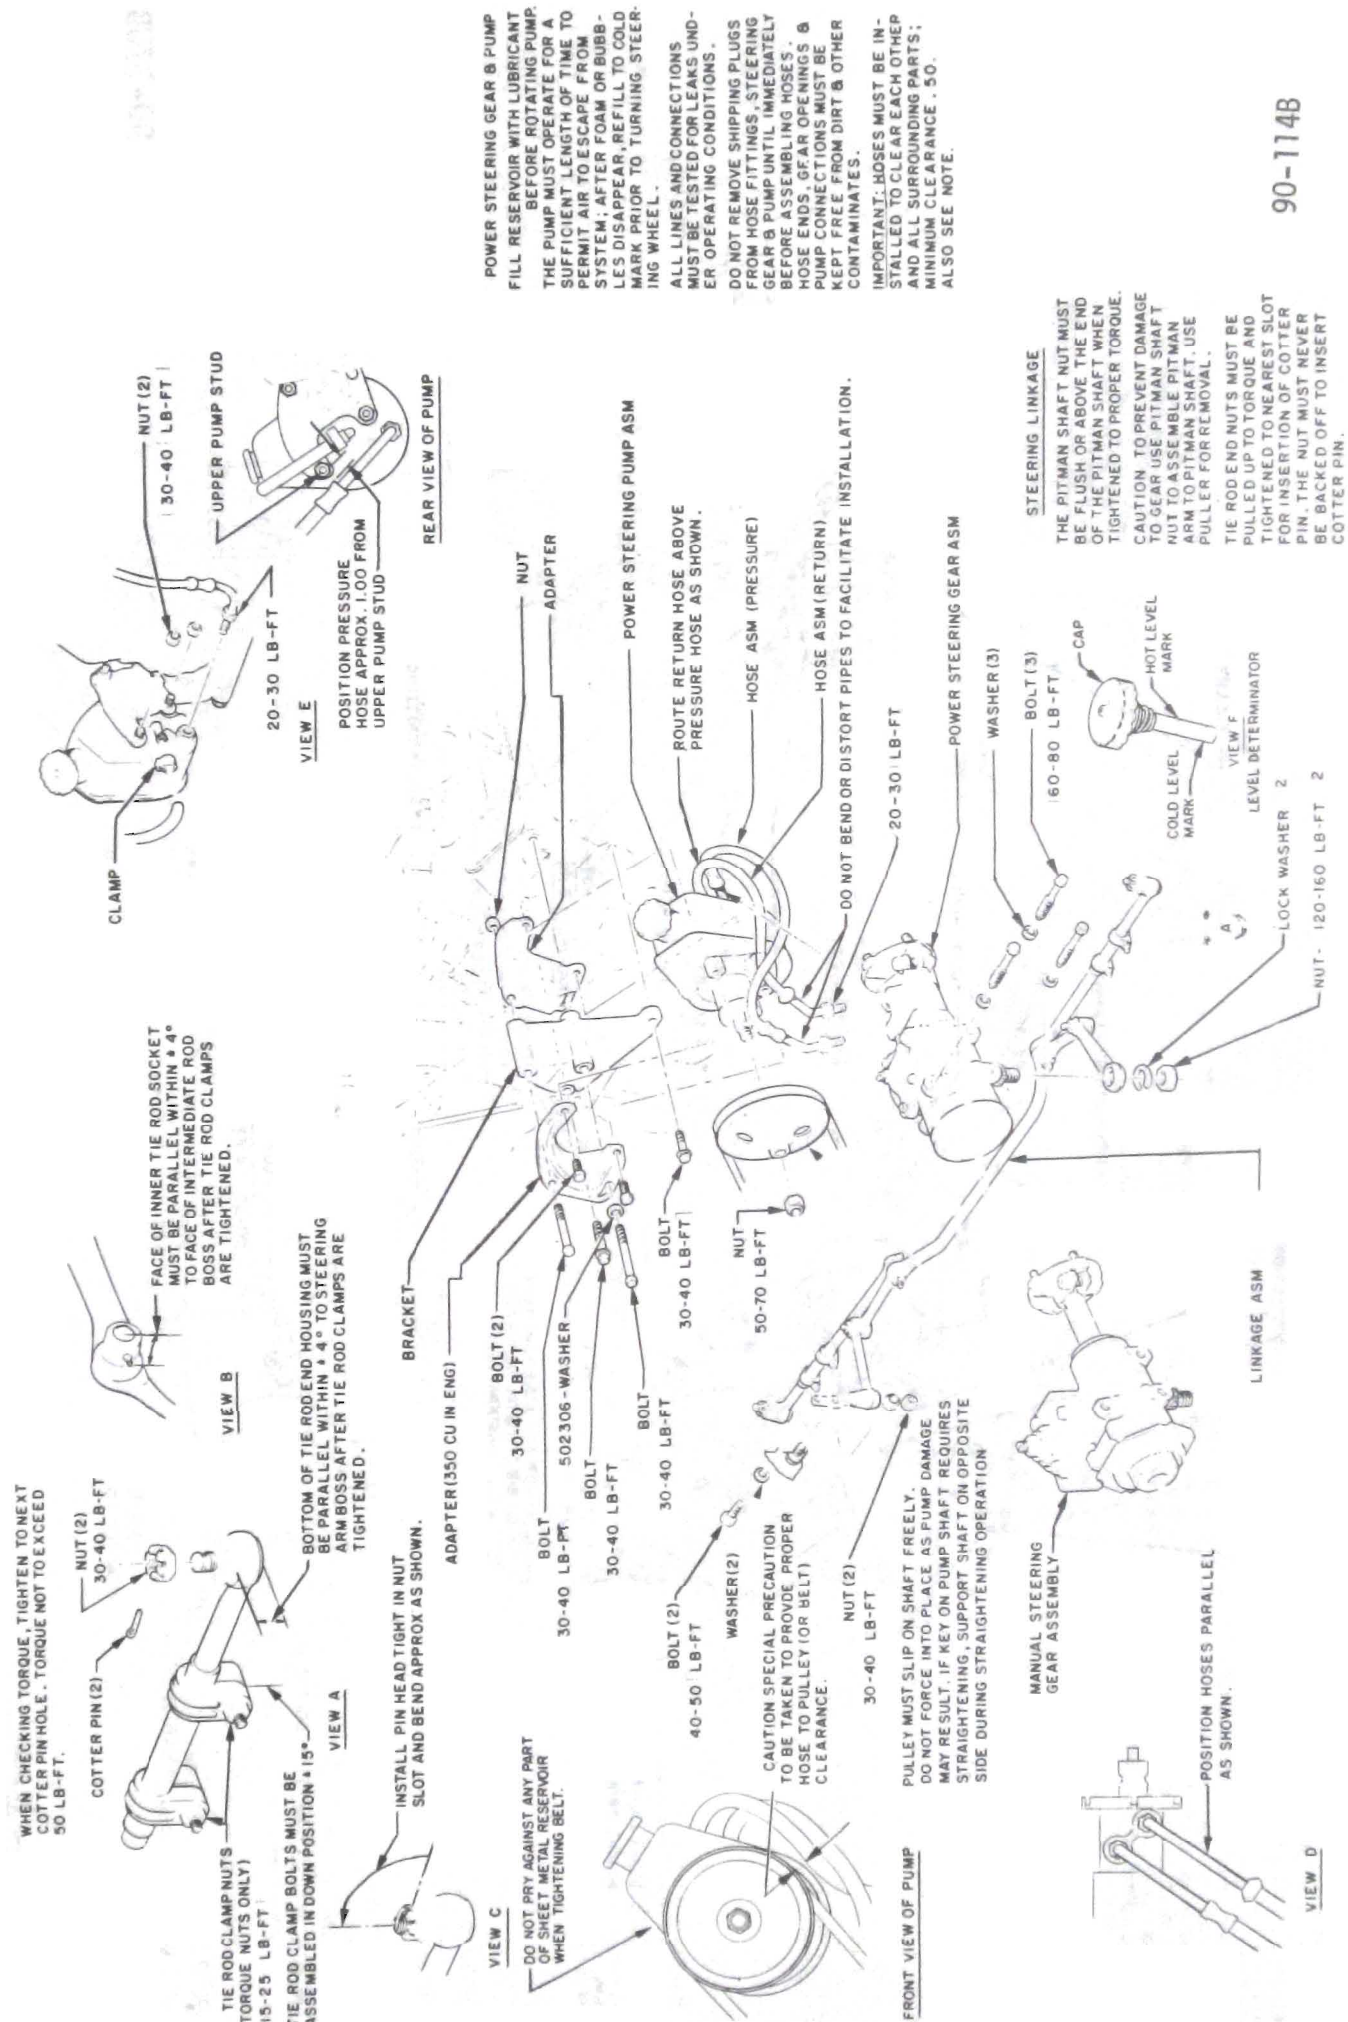 WHEN CHECKING TORQUE, TIGHTEN TO NEXT
COTTER PIN HOLE. TORQUE NOT TO EXCEED
50 LB-FT.
NUT (2)
30-40 LB-FT
COTTER PIN (2)
TIE ROD CLAMP NUTS
TORQUE NUTS ONLY)
15-25 LB-FT
TIE ROD CLAMP BOLTS MUST BE
ASSEMBLED IN DOWN POSITION ± 15°
BOTTOM OF TIE ROD END HOUSING MUST
BE PARALLEL WITHIN ± 4° TO STEERING
ARM BOSS AFTER TIE ROD CLAMPS ARE
TIGHTENED.
VIEW A
FACE OF INNER TIE ROD SOCKET
MUST BE PARALLEL WITHIN ± 4°
TO FACE OF INTERMEDIATE ROD
BOSS AFTER TIE ROD CLAMPS
ARE TIGHTENED.
VIEW B
INSTALL PIN HEAD TIGHT IN NUT
SLOT AND BEND APPROX AS SHOWN.
VIEW C
CLAMP
NUT (2)
30-40 LB-FT
20-30 LB-FT
VIEW E
UPPER PUMP STUD
POSITION PRESSURE
HOSE APPROX. 1.00 FROM
UPPER PUMP STUD
REAR VIEW OF PUMP
POWER STEERING GEAR & PUMP
FILL RESERVOIR WITH LUBRICANT
BEFORE ROTATING PUMP.
THE PUMP MUST OPERATE FOR A
SUFFICIENT LENGTH OF TIME TO
PERMIT AIR TO ESCAPE FROM
SYSTEM; AFTER FOAM OR BUBB-
LES DISAPPEAR, REFILL TO COLD
MARK PRIOR TO TURNING STEER-
ING WHEEL.
ALL LINES AND CONNECTIONS
MUST BE TESTED FOR LEAKS UND-
ER OPERATING CONDITIONS.
DO NOT REMOVE SHIPPING PLUGS
FROM HOSE FITTINGS, STEERING
GEAR & PUMP UNTIL IMMEDIATELY
BEFORE ASSEMBLING HOSES.
HOSE ENDS, GEAR OPENINGS &
PUMP CONNECTIONS MUST BE
KEPT FREE FROM DIRT & OTHER
CONTAMINATES.
IMPORTANT: HOSES MUST BE IN-
STALLED TO CLEAR EACH OTHER
AND ALL SURROUNDING PARTS;
MINIMUM CLEARANCE .50.
ALSO SEE NOTE.
BRACKET
ADAPTER (350 CU IN ENG)
BOLT (2)
30-40 LB-FT
BOLT
30-40 LB-FT
502306-WASHER
BOLT
30-40 LB-FT
BOLT
30-40 LB-FT
BOLT
30-40 LB-FT
NUT
50-70 LB-FT
NUT
ADAPTER
POWER STEERING PUMP ASM
ROUTE RETURN HOSE ABOVE
PRESSURE HOSE AS SHOWN.
HOSE ASM (PRESSURE)
HOSE ASM (RETURN)
DO NOT BEND OR DISTORT PIPES TO FACILITATE INSTALLATION.
20-30 LB-FT
POWER STEERING GEAR ASM
WASHER (3)
BOLT (3)
60-80 LB-FT
DO NOT PRY AGAINST ANY PART
OF SHEET METAL RESERVOIR
WHEN TIGHTENING BELT.
BOLT (2)
40-50 LB-FT
WASHER (2)
CAUTION SPECIAL PRECAUTION
TO BE TAKEN TO PROVDE PROPER
HOSE TO PULLEY (OR BELT)
CLEARANCE.
NUT (2)
30-40 LB-FT
FRONT VIEW OF PUMP
PULLEY MUST SLIP ON SHAFT FREELY.
DO NOT FORCE INTO PLACE AS PUMP DAMAGE
MAY RESULT. IF KEY ON PUMP SHAFT REQUIRES
STRAIGHTENING, SUPPORT SHAFT ON OPPOSITE
SIDE DURING STRAIGHTENING OPERATION
MANUAL STEERING
GEAR ASSEMBLY
POSITION HOSES PARALLEL
AS SHOWN.
VIEW D
LINKAGE ASM
A
LOCK WASHER 2
NUT- 120-160 LB-FT 2
CAP
COLD LEVEL
MARK
HOT LEVEL
MARK
VIEW F
LEVEL DETERMINATOR
STEERING LINKAGE
THE PITMAN SHAFT NUT MUST
BE FLUSH OR ABOVE THE END
OF THE PITMAN SHAFT WHEN
TIGHTENED TO PROPER TORQUE.
CAUTION TO PREVENT DAMAGE
TO GEAR USE PITMAN SHAFT
NUT TO ASSEMBLE PITMAN
ARM TO PITMAN SHAFT. USE
PULLER FOR REMOVAL.
TIE ROD END NUTS MUST BE
PULLED UP TO TORQUE AND
TIGHTENED TO NEAREST SLOT
FOR INSERTION OF COTTER
PIN. THE NUT MUST NEVER
BE BACKED OFF TO INSERT
COTTER PIN.
90-114B